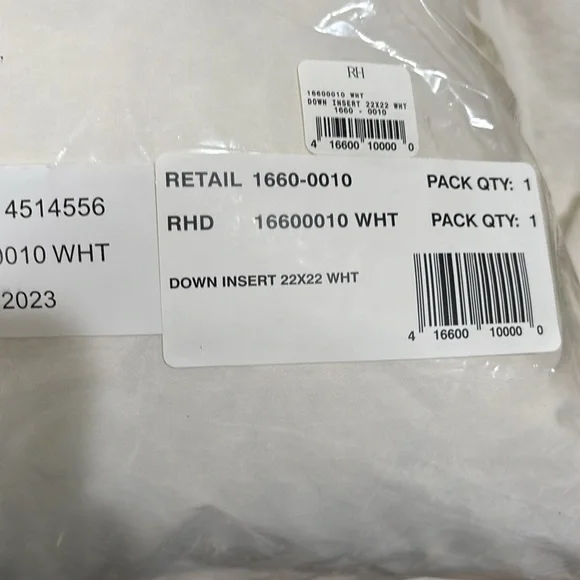 RH
16600010 WHT
DOWN INSERT 22X22 WHT
1660 - 0010
4 16600 10000 0
4514556
0010 WHT
2023
RETAIL 1660-0010 PACK QTY: 1
RHD 16600010 WHT PACK QTY: 1
DOWN INSERT 22X22 WHT
4 16600 10000 0